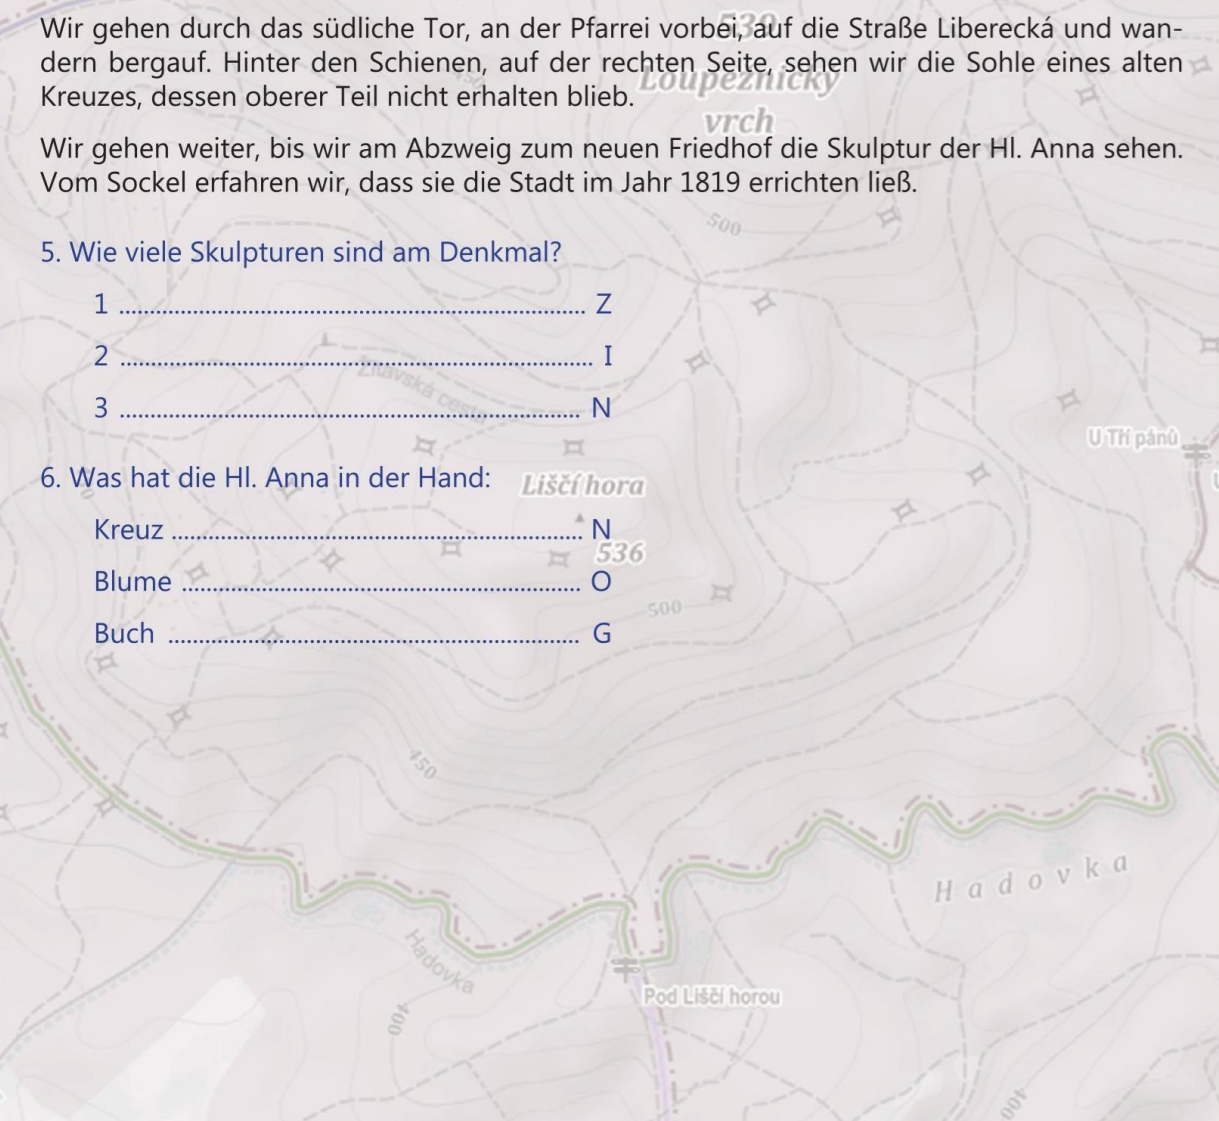 Wir gehen durch das südliche Tor, an der Pfarrei vorbei, auf die Straße Liberecká und wan-
dern bergauf. Hinter den Schienen, auf der rechten Seite, sehen wir die Sohle eines alten
Kreuzes, dessen oberer Teil nicht erhalten blieb.
Wir gehen weiter, bis wir am Abzweig zum neuen Friedhof die Skulptur der Hl. Anna sehen.
Vom Sockel erfahren wir, dass sie die Stadt im Jahr 1819 errichten ließ.
5. Wie viele Skulpturen sind am Denkmal?
1 ............................................................................ Z
2 ............................................................................. I
3 ........................................................................... N
6. Was hat die Hl. Anna in der Hand:
Kreuz ................................................................... N
Blume ................................................................. O
Buch ................................................................... G
539
Loupežnický
vrch
500
Žitavská cesta
U Tří pánů
Liščí hora
536
500
450
Hadovka
Hadovka
Pod Liščí horou
400
400